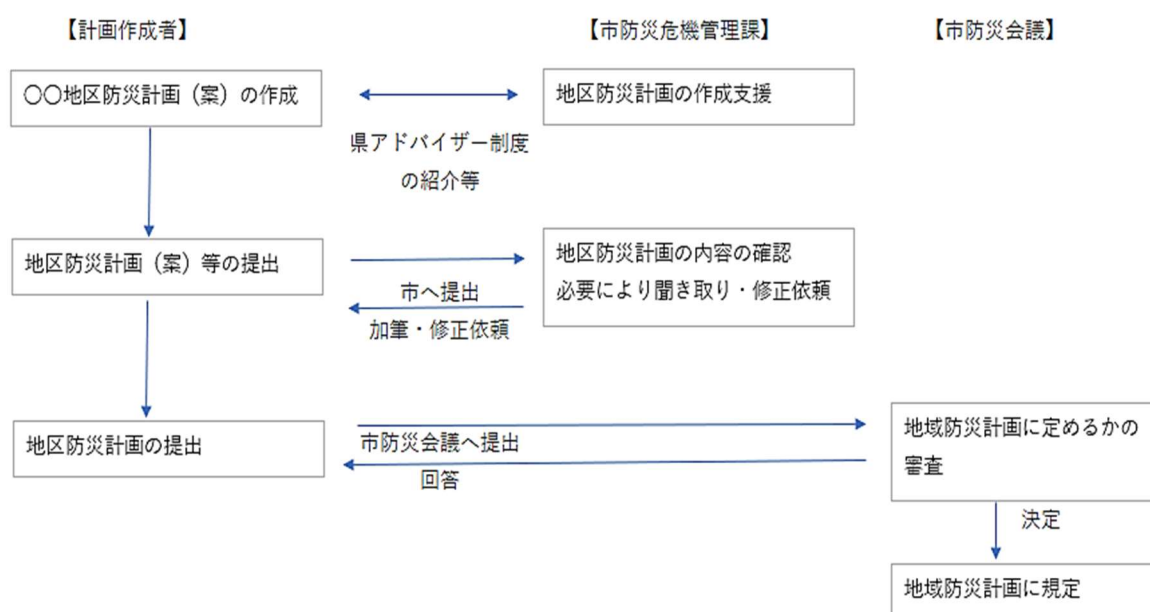 【計画作成者】
【市防災危機管理課】
【市防災会議】
〇〇地区防災計画（案）の作成
地区防災計画の作成支援
県アドバイザー制度
の紹介等
地区防災計画（案）等の提出
地区防災計画の内容の確認
必要により聞き取り・修正依頼
市へ提出
加筆・修正依頼
地区防災計画の提出
市防災会議へ提出
回答
地域防災計画に定めるかの
審査
決定
地域防災計画に規定